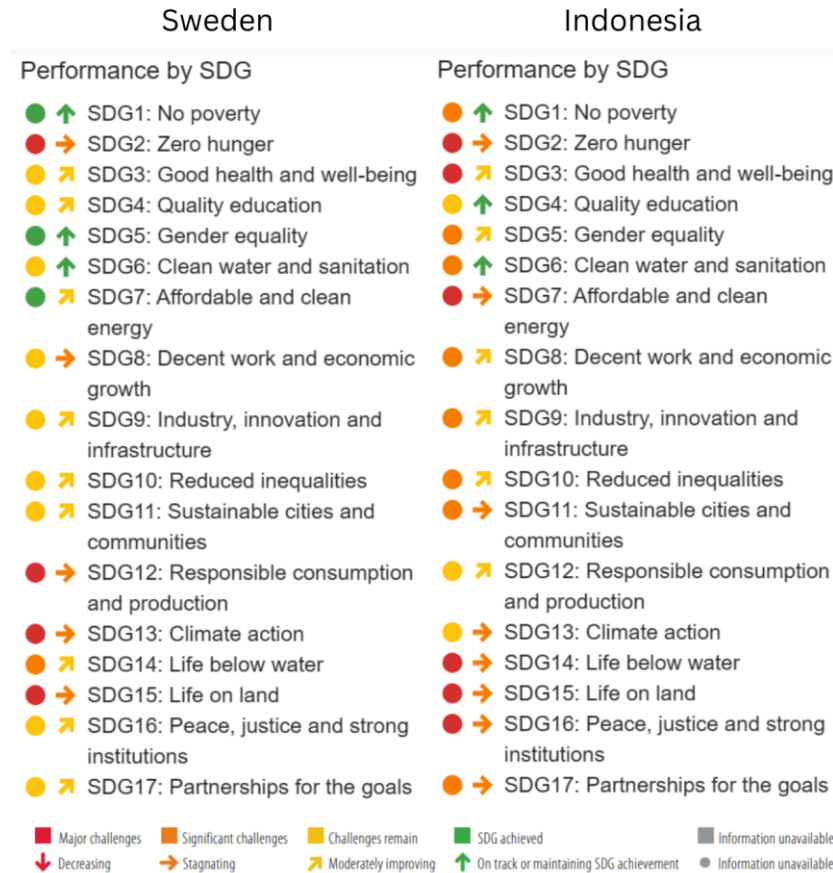 Sweden
Performance by SDG
SDG1: No poverty
SDG2: Zero hunger
SDG3: Good health and well-being
SDG4: Quality education
SDG5: Gender equality
SDG6: Clean water and sanitation
SDG7: Affordable and clean
energy
SDG8: Decent work and economic
growth
SDG9: Industry, innovation and
infrastructure
SDG10: Reduced inequalities
SDG11: Sustainable cities and
communities
SDG12: Responsible consumption
and production
SDG13: Climate action
SDG14: Life below water
SDG15: Life on land
SDG16: Peace, justice and strong
institutions
SDG17: Partnerships for the goals
Indonesia
Performance by SDG
SDG1: No poverty
SDG2: Zero hunger
SDG3: Good health and well-being
SDG4: Quality education
SDG5: Gender equality
SDG6: Clean water and sanitation
SDG7: Affordable and clean
energy
SDG8: Decent work and economic
growth
SDG9: Industry, innovation and
infrastructure
SDG10: Reduced inequalities
SDG11: Sustainable cities and
communities
SDG12: Responsible consumption
and production
SDG13: Climate action
SDG14: Life below water
SDG15: Life on land
SDG16: Peace, justice and strong
institutions
SDG17: Partnerships for the goals
Major challenges Significant challenges Challenges remain SDG achieved Information unavailable
Decreasing Stagnating Moderately improving On track or maintaining SDG achievement Information unavailable